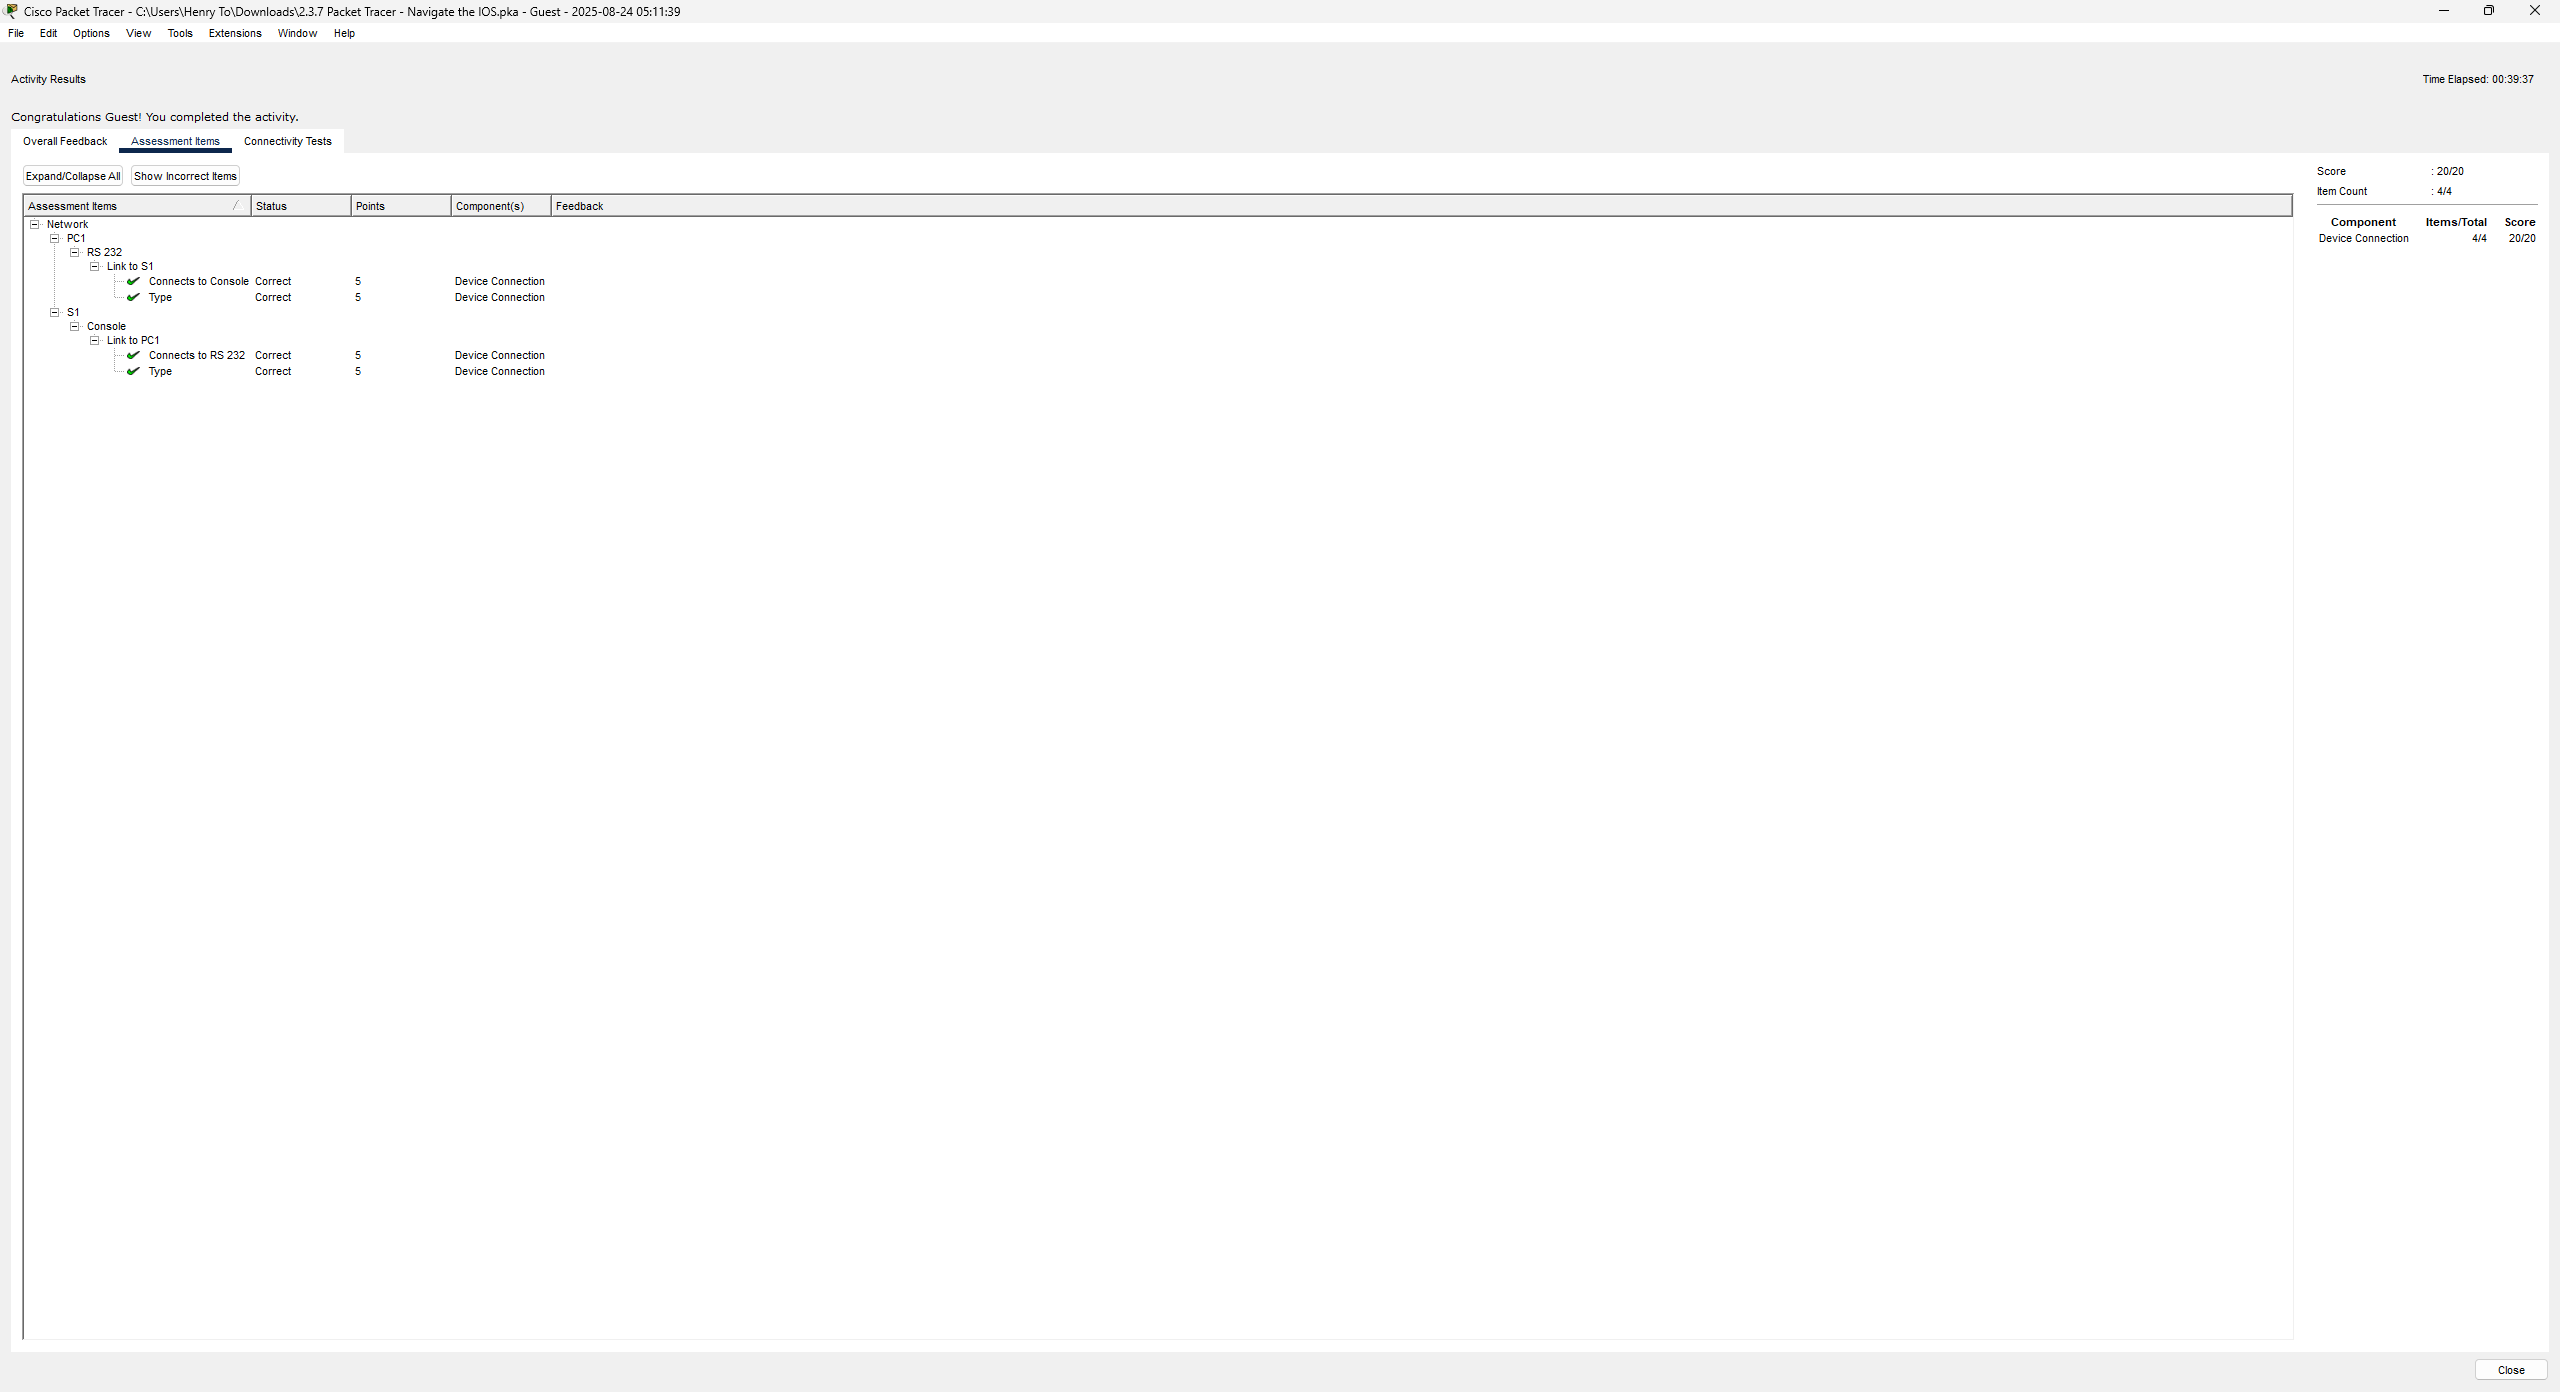 Cisco Packet Tracer - C:\Users\Henry To\Downloads\2.3.7 Packet Tracer - Navigate the IOS.pka - Guest - 2025-08-24 05:11:39
File Edit Options View Tools Extensions Window Help
Activity Results Time Elapsed: 00:39:37
Congratulations Guest! You completed the activity.
Overall Feedback Assessment Items Connectivity Tests
Expand/Collapse All Show Incorrect Items
Assessment Items Status Points Component(s) Feedback
Network
PC1
RS 232
Link to S1
Connects to Console Correct 5 Device Connection
Type Correct 5 Device Connection
S1
Console
Link to PC1
Connects to RS 232 Correct 5 Device Connection
Type Correct 5 Device Connection
Score : 20/20
Item Count : 4/4
Component Items/Total Score
Device Connection 4/4 20/20
Close